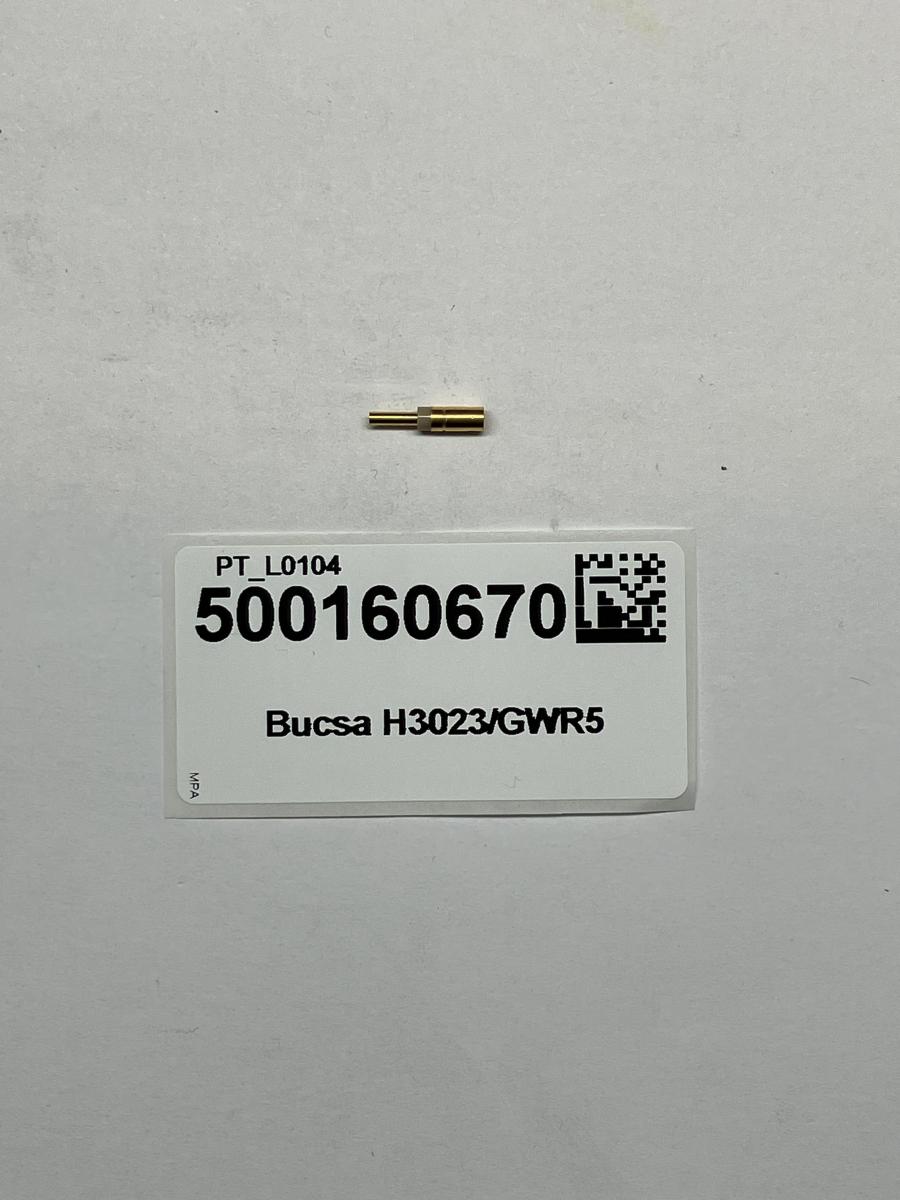 PT_L0104
500160670
Bucsa H3023/GWR5
MPA